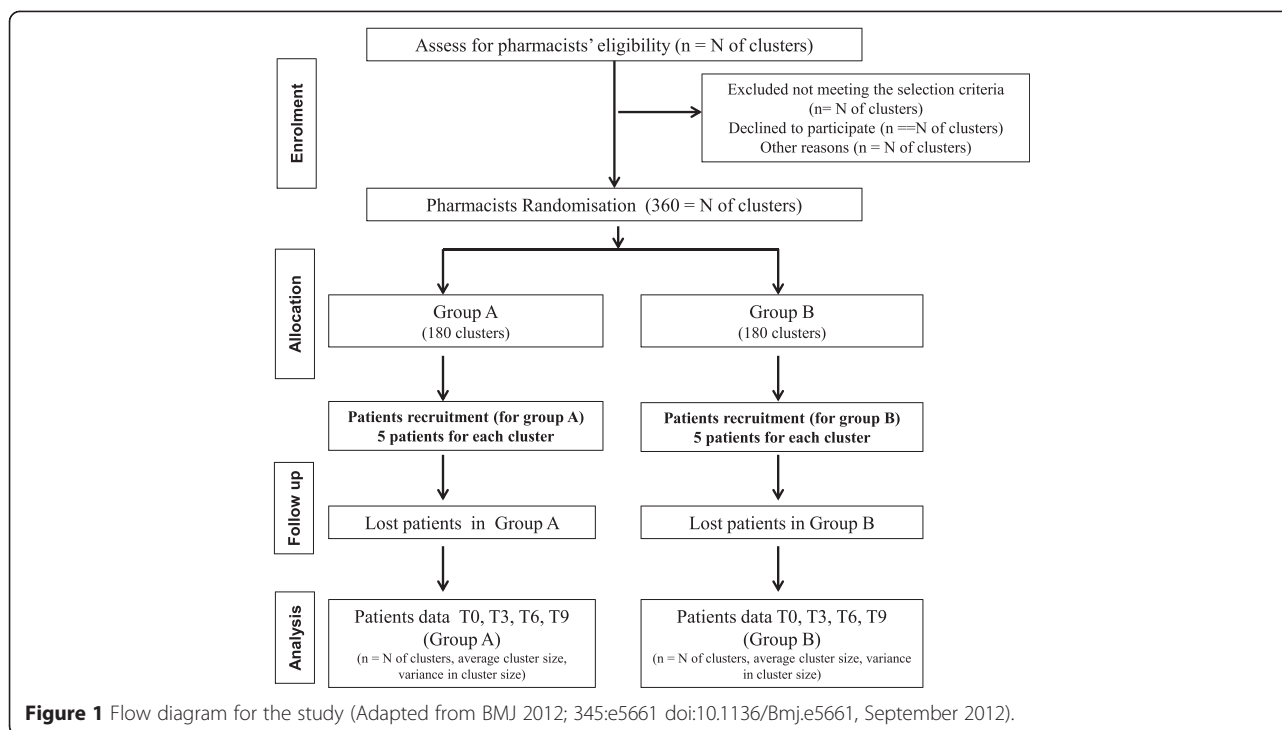 Assess for pharmacists' eligibility (n = N of clusters)
Enrolment
Excluded not meeting the selection criteria
(n= N of clusters)
Declined to participate (n ==N of clusters)
Other reasons (n = N of clusters)
Pharmacists Randomisation (360 = N of clusters)
Allocation
Group A
(180 clusters)
Group B
(180 clusters)
Patients recruitment (for group A)
5 patients for each cluster
Patients recruitment (for group B)
5 patients for each cluster
Follow up
Lost patients in Group A
Lost patients in Group B
Analysis
Patients data T0, T3, T6, T9
(Group A)
(n = N of clusters, average cluster size,
variance in cluster size)
Patients data T0, T3, T6, T9
(Group B)
(n = N of clusters, average cluster size, variance
in cluster size)
Figure 1 Flow diagram for the study (Adapted from BMJ 2012; 345:e5661 doi:10.1136/Bmj.e5661, September 2012).